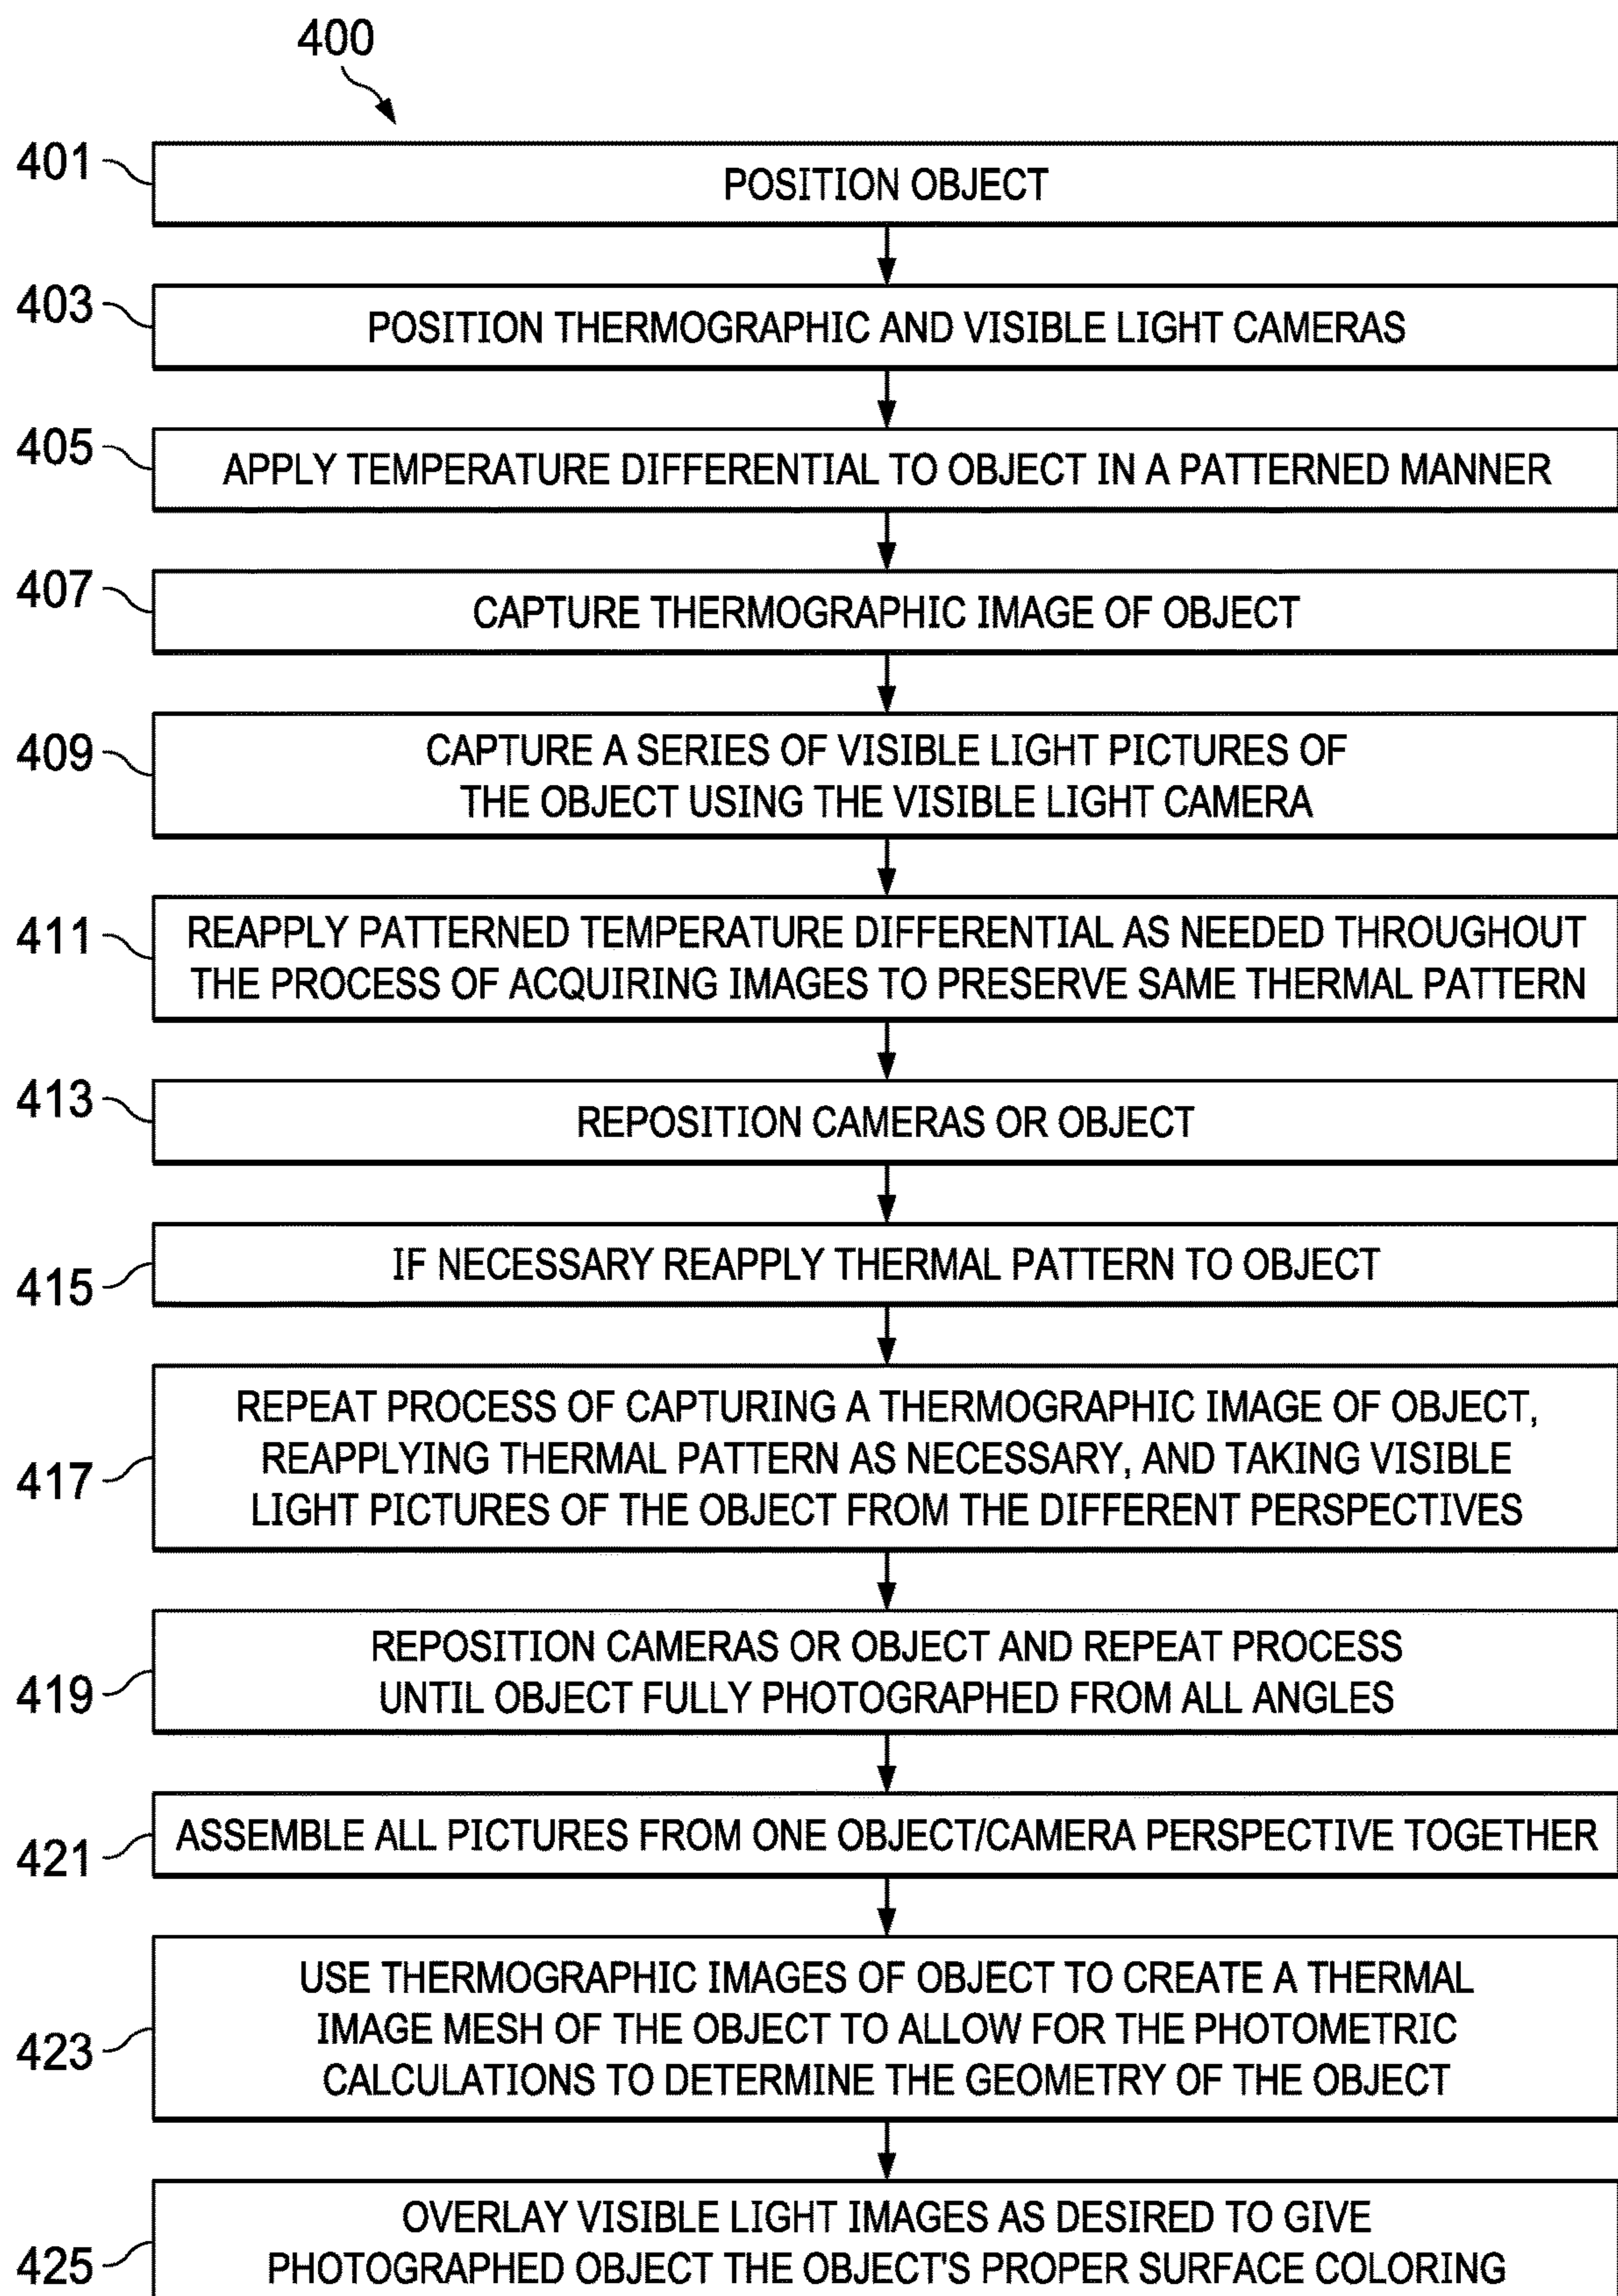 400
401
POSITION OBJECT
403
POSITION THERMOGRAPHIC AND VISIBLE LIGHT CAMERAS
405
APPLY TEMPERATURE DIFFERENTIAL TO OBJECT IN A PATTERNED MANNER
407
CAPTURE THERMOGRAPHIC IMAGE OF OBJECT
409
CAPTURE A SERIES OF VISIBLE LIGHT PICTURES OF
THE OBJECT USING THE VISIBLE LIGHT CAMERA
411
REAPPLY PATTERNED TEMPERATURE DIFFERENTIAL AS NEEDED THROUGHOUT
THE PROCESS OF ACQUIRING IMAGES TO PRESERVE SAME THERMAL PATTERN
413
REPOSITION CAMERAS OR OBJECT
415
IF NECESSARY REAPPLY THERMAL PATTERN TO OBJECT
417
REPEAT PROCESS OF CAPTURING A THERMOGRAPHIC IMAGE OF OBJECT,
REAPPLYING THERMAL PATTERN AS NECESSARY, AND TAKING VISIBLE
LIGHT PICTURES OF THE OBJECT FROM THE DIFFERENT PERSPECTIVES
419
REPOSITION CAMERAS OR OBJECT AND REPEAT PROCESS
UNTIL OBJECT FULLY PHOTOGRAPHED FROM ALL ANGLES
421
ASSEMBLE ALL PICTURES FROM ONE OBJECT/CAMERA PERSPECTIVE TOGETHER
423
USE THERMOGRAPHIC IMAGES OF OBJECT TO CREATE A THERMAL
IMAGE MESH OF THE OBJECT TO ALLOW FOR THE PHOTOMETRIC
CALCULATIONS TO DETERMINE THE GEOMETRY OF THE OBJECT
425
OVERLAY VISIBLE LIGHT IMAGES AS DESIRED TO GIVE
PHOTOGRAPHED OBJECT THE OBJECT'S PROPER SURFACE COLORING